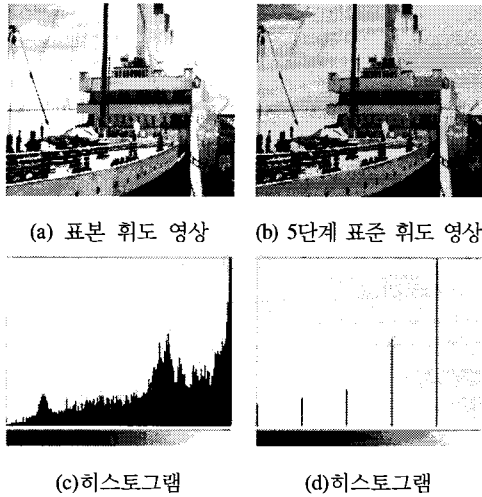 (a) 표본 휘도 영상
(b) 5단계 표준 휘도 영상
(c)히스토그램
(d)히스토그램